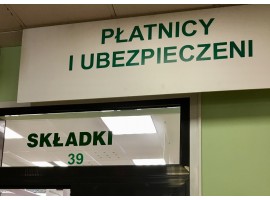 PŁATNICY
I UBEZPIECZENI
SKŁADKI
39